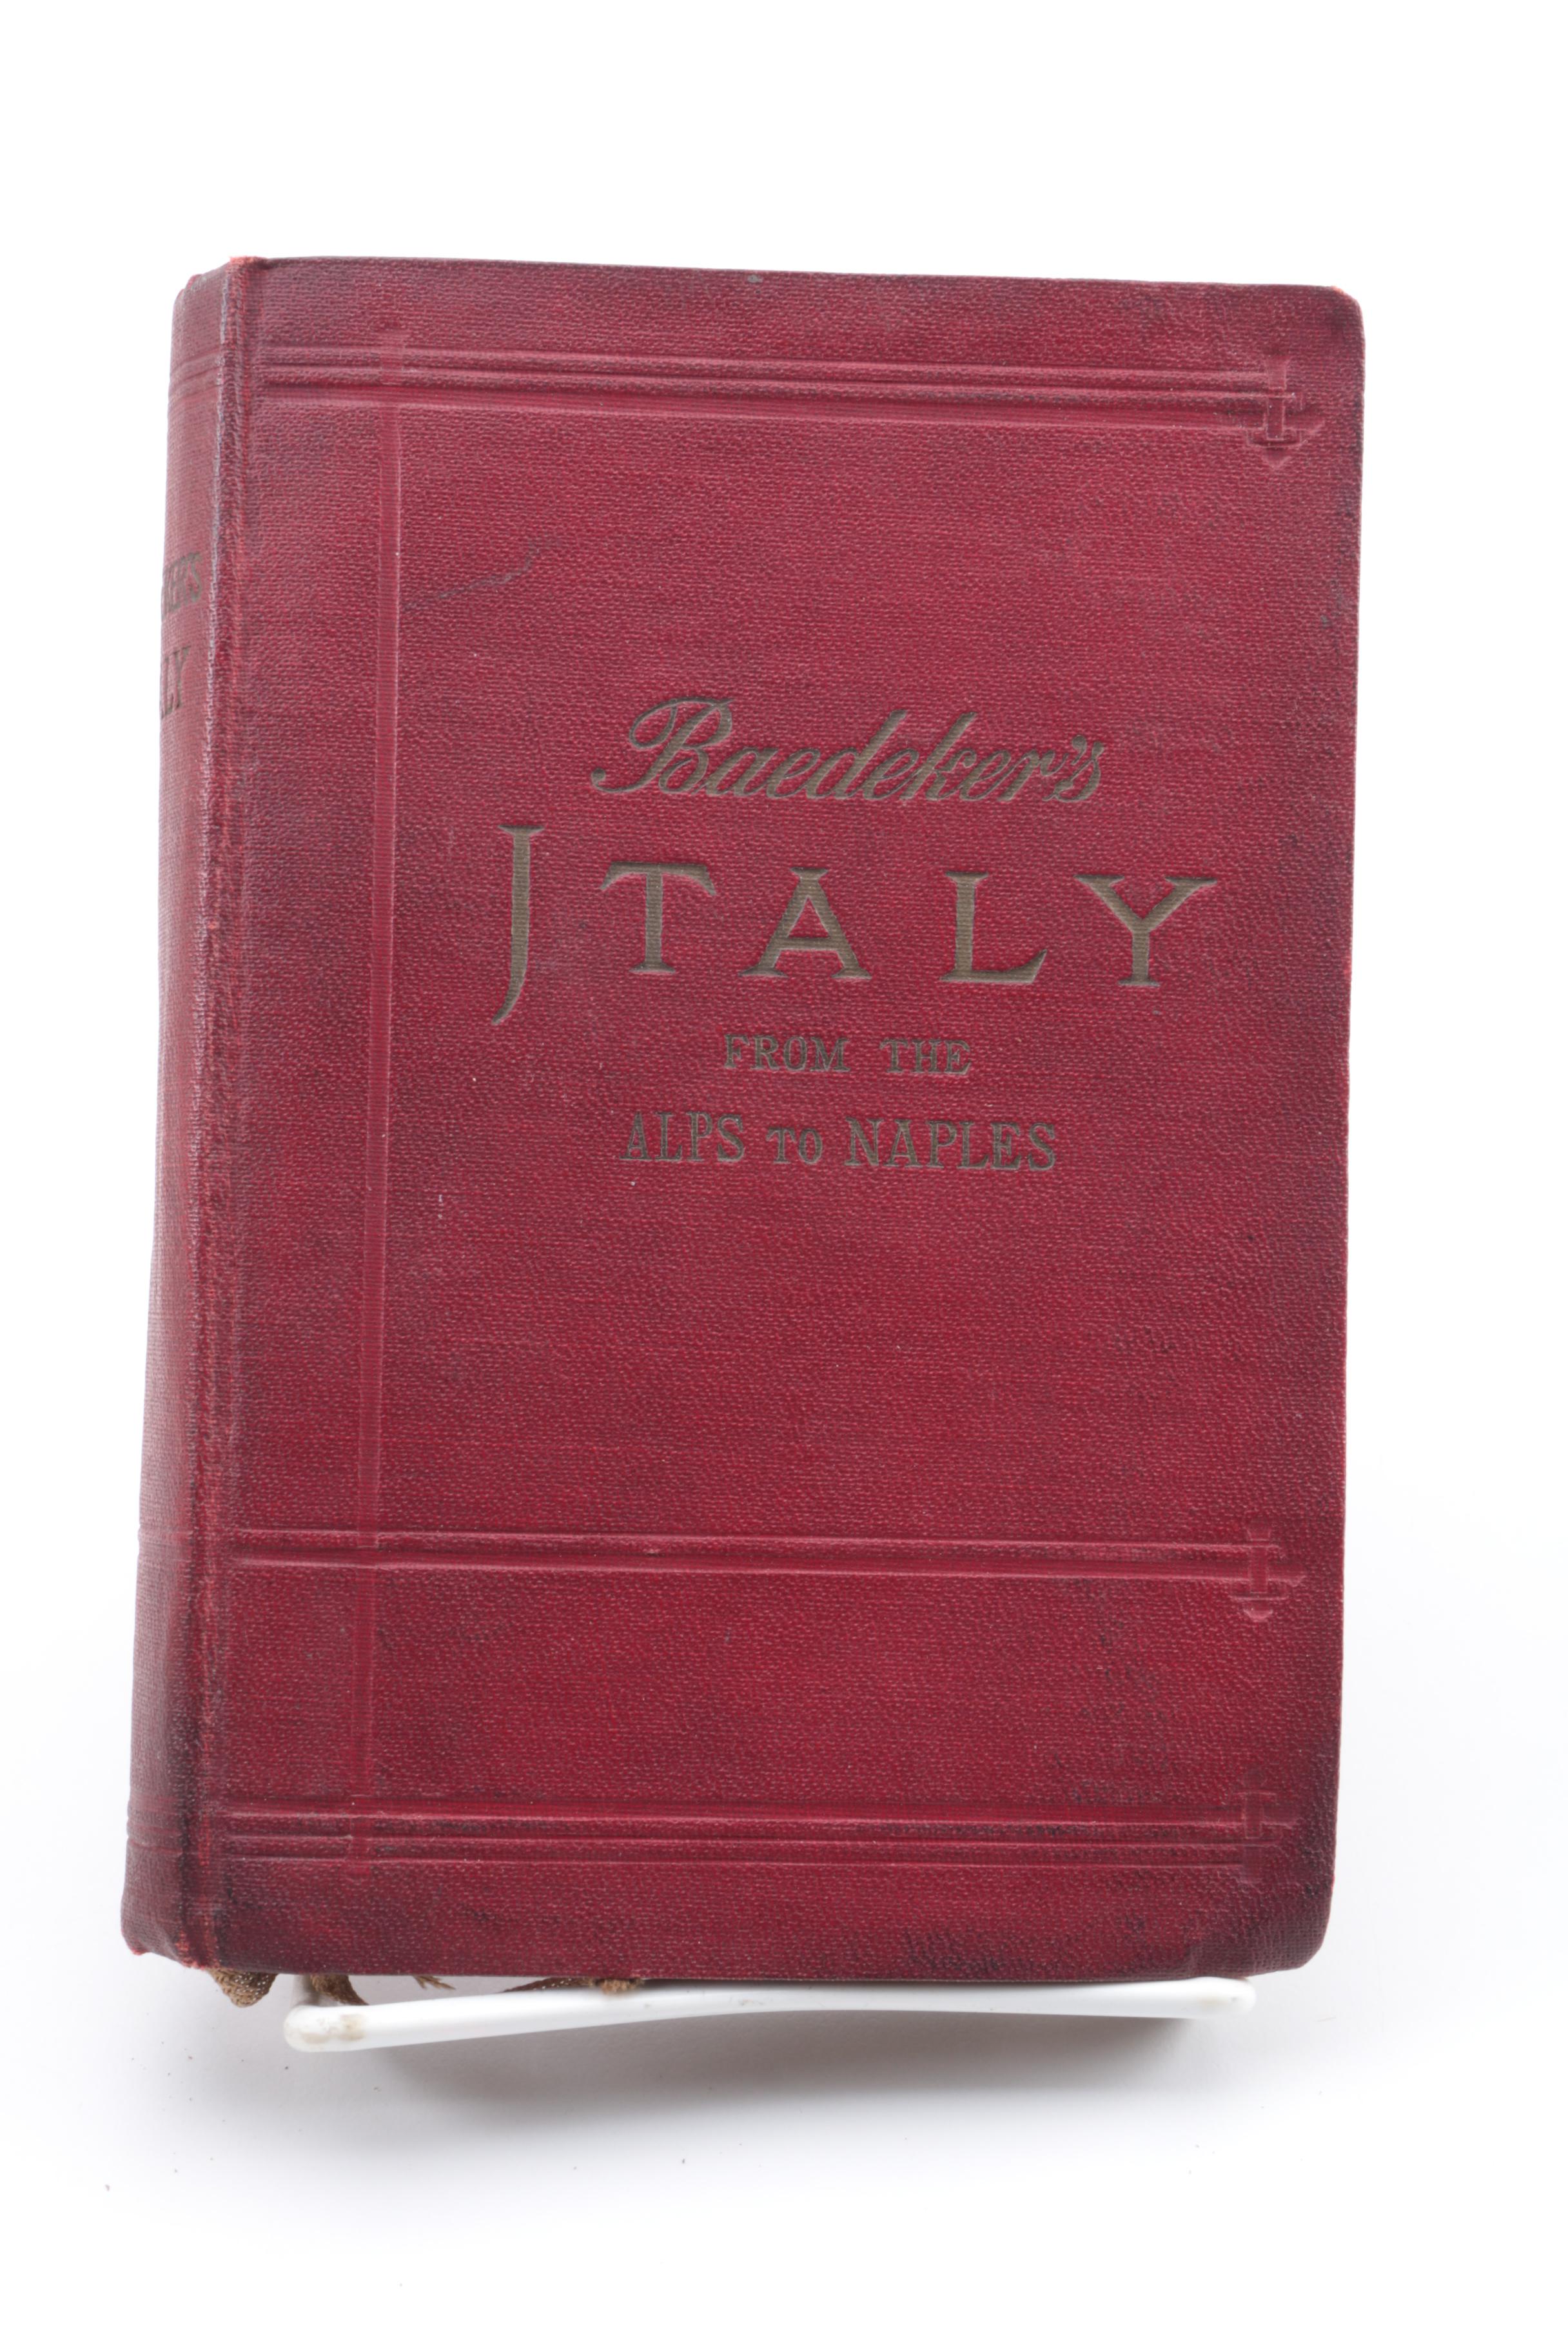 Baedeker's
ITALY
FROM THE
ALPS TO NAPLES